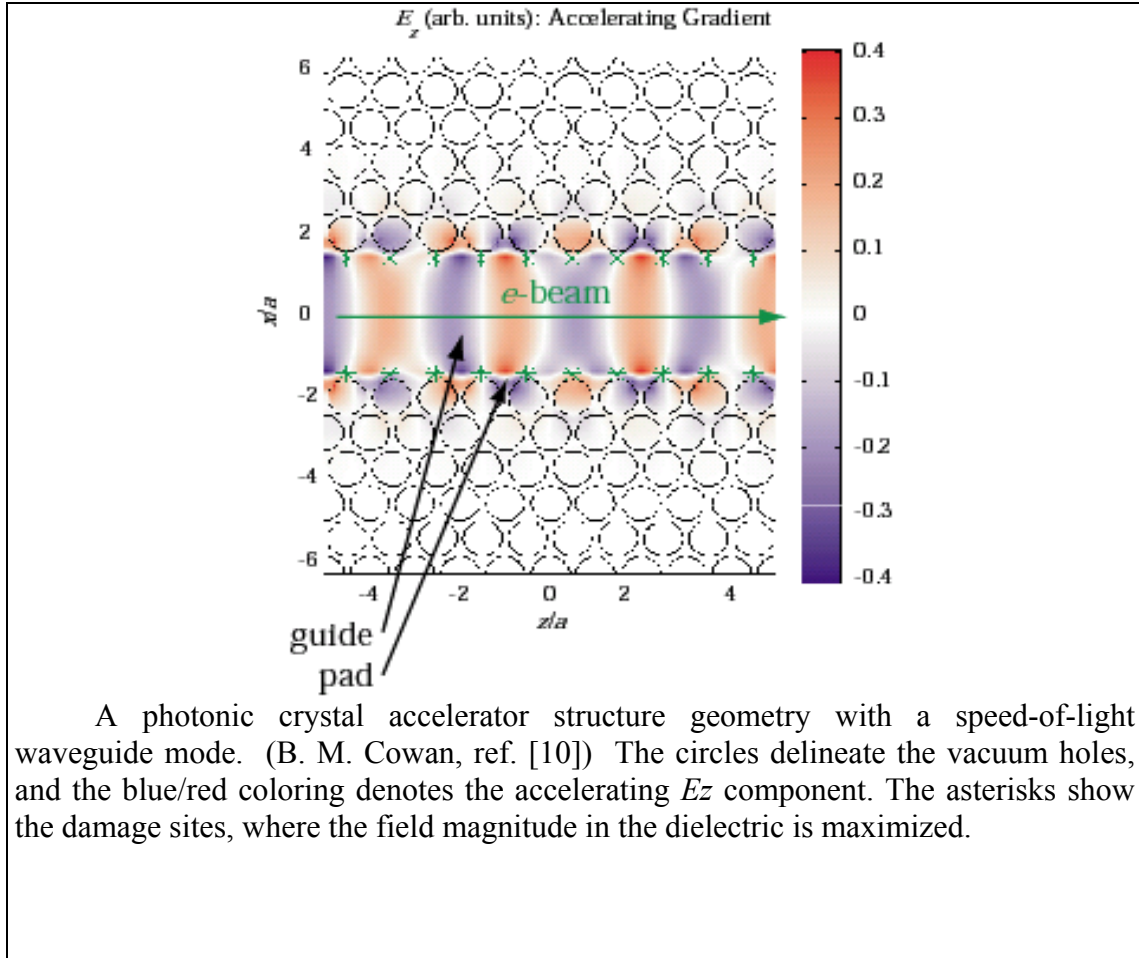 E_z (arb. units): Accelerating Gradient
6
4
2
0
-2
-4
-6
x/a
e-beam
0.4
0.3
0.2
0.1
0
-0.1
-0.2
-0.3
-0.4
-4
-2
0
2
4
z/a
guide
pad
A photonic crystal accelerator structure geometry with a speed-of-light
waveguide mode. (B. M. Cowan, ref. [10]) The circles delineate the vacuum holes,
and the blue/red coloring denotes the accelerating Ez component. The asterisks show
the damage sites, where the field magnitude in the dielectric is maximized.